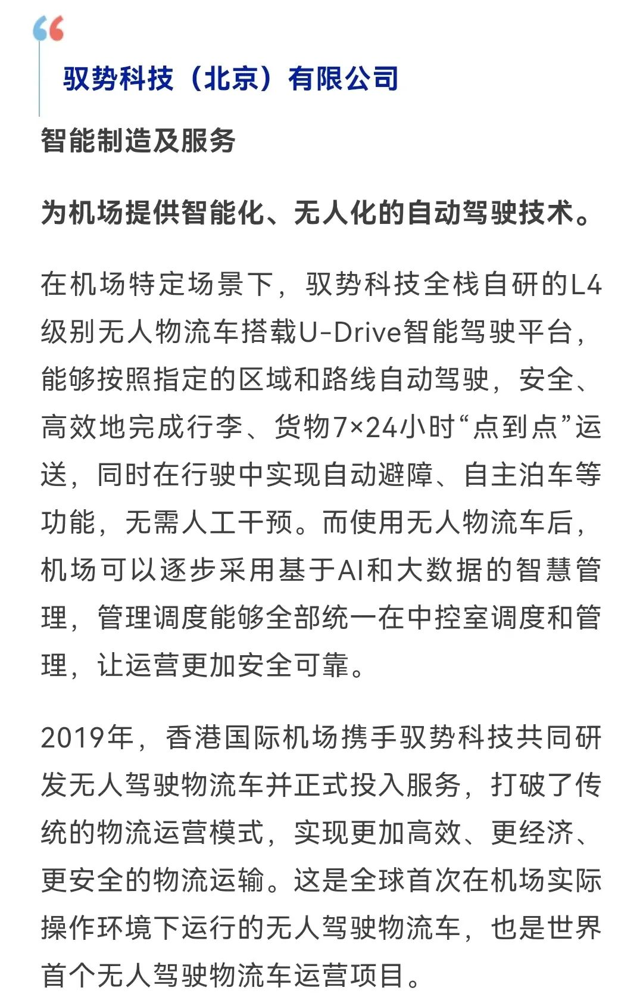 驭势科技（北京）有限公司
智能制造及服务
为机场提供智能化、无人化的自动驾驶技术。
在机场特定场景下，驭势科技全栈自研的L4
级别无人物流车搭载U-Drive智能驾驶平台，
能够按照指定的区域和路线自动驾驶，安全、
高效地完成行李、货物7×24小时“点到点”运
送，同时在行驶中实现自动避障、自主泊车等
功能，无需人工干预。而使用无人物流车后，
机场可以逐步采用基于AI和大数据的智慧管
理，管理调度能够全部统一在中控室调度和管
理，让运营更加安全可靠。
2019年，香港国际机场携手驭势科技共同研
发无人驾驶物流车并正式投入服务，打破了传
统的物流运营模式，实现更加高效、更经济、
更安全的物流运输。这是全球首次在机场实际
操作环境下运行的无人驾驶物流车，也是世界
首个无人驾驶物流车运营项目。